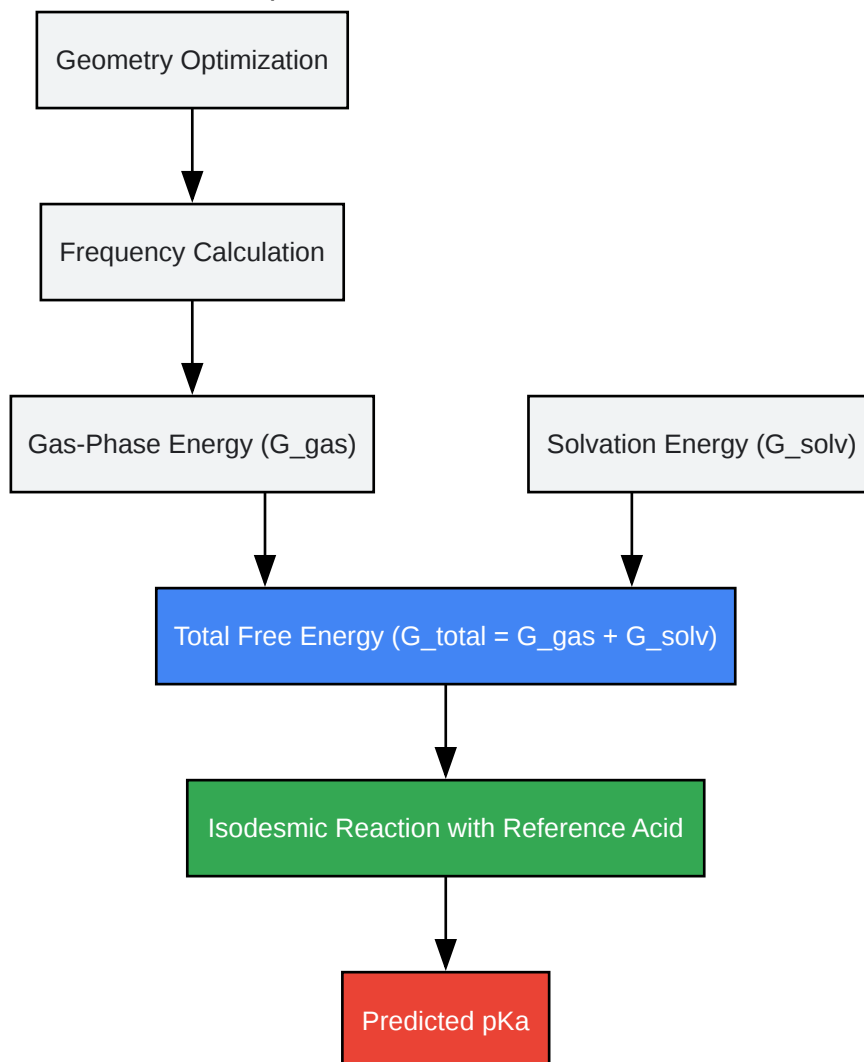 Geometry Optimization
Frequency Calculation
Gas-Phase Energy (G_gas)
Solvation Energy (G_solv)
Total Free Energy (G_total = G_gas + G_solv)
Isodesmic Reaction with Reference Acid
Predicted pKa